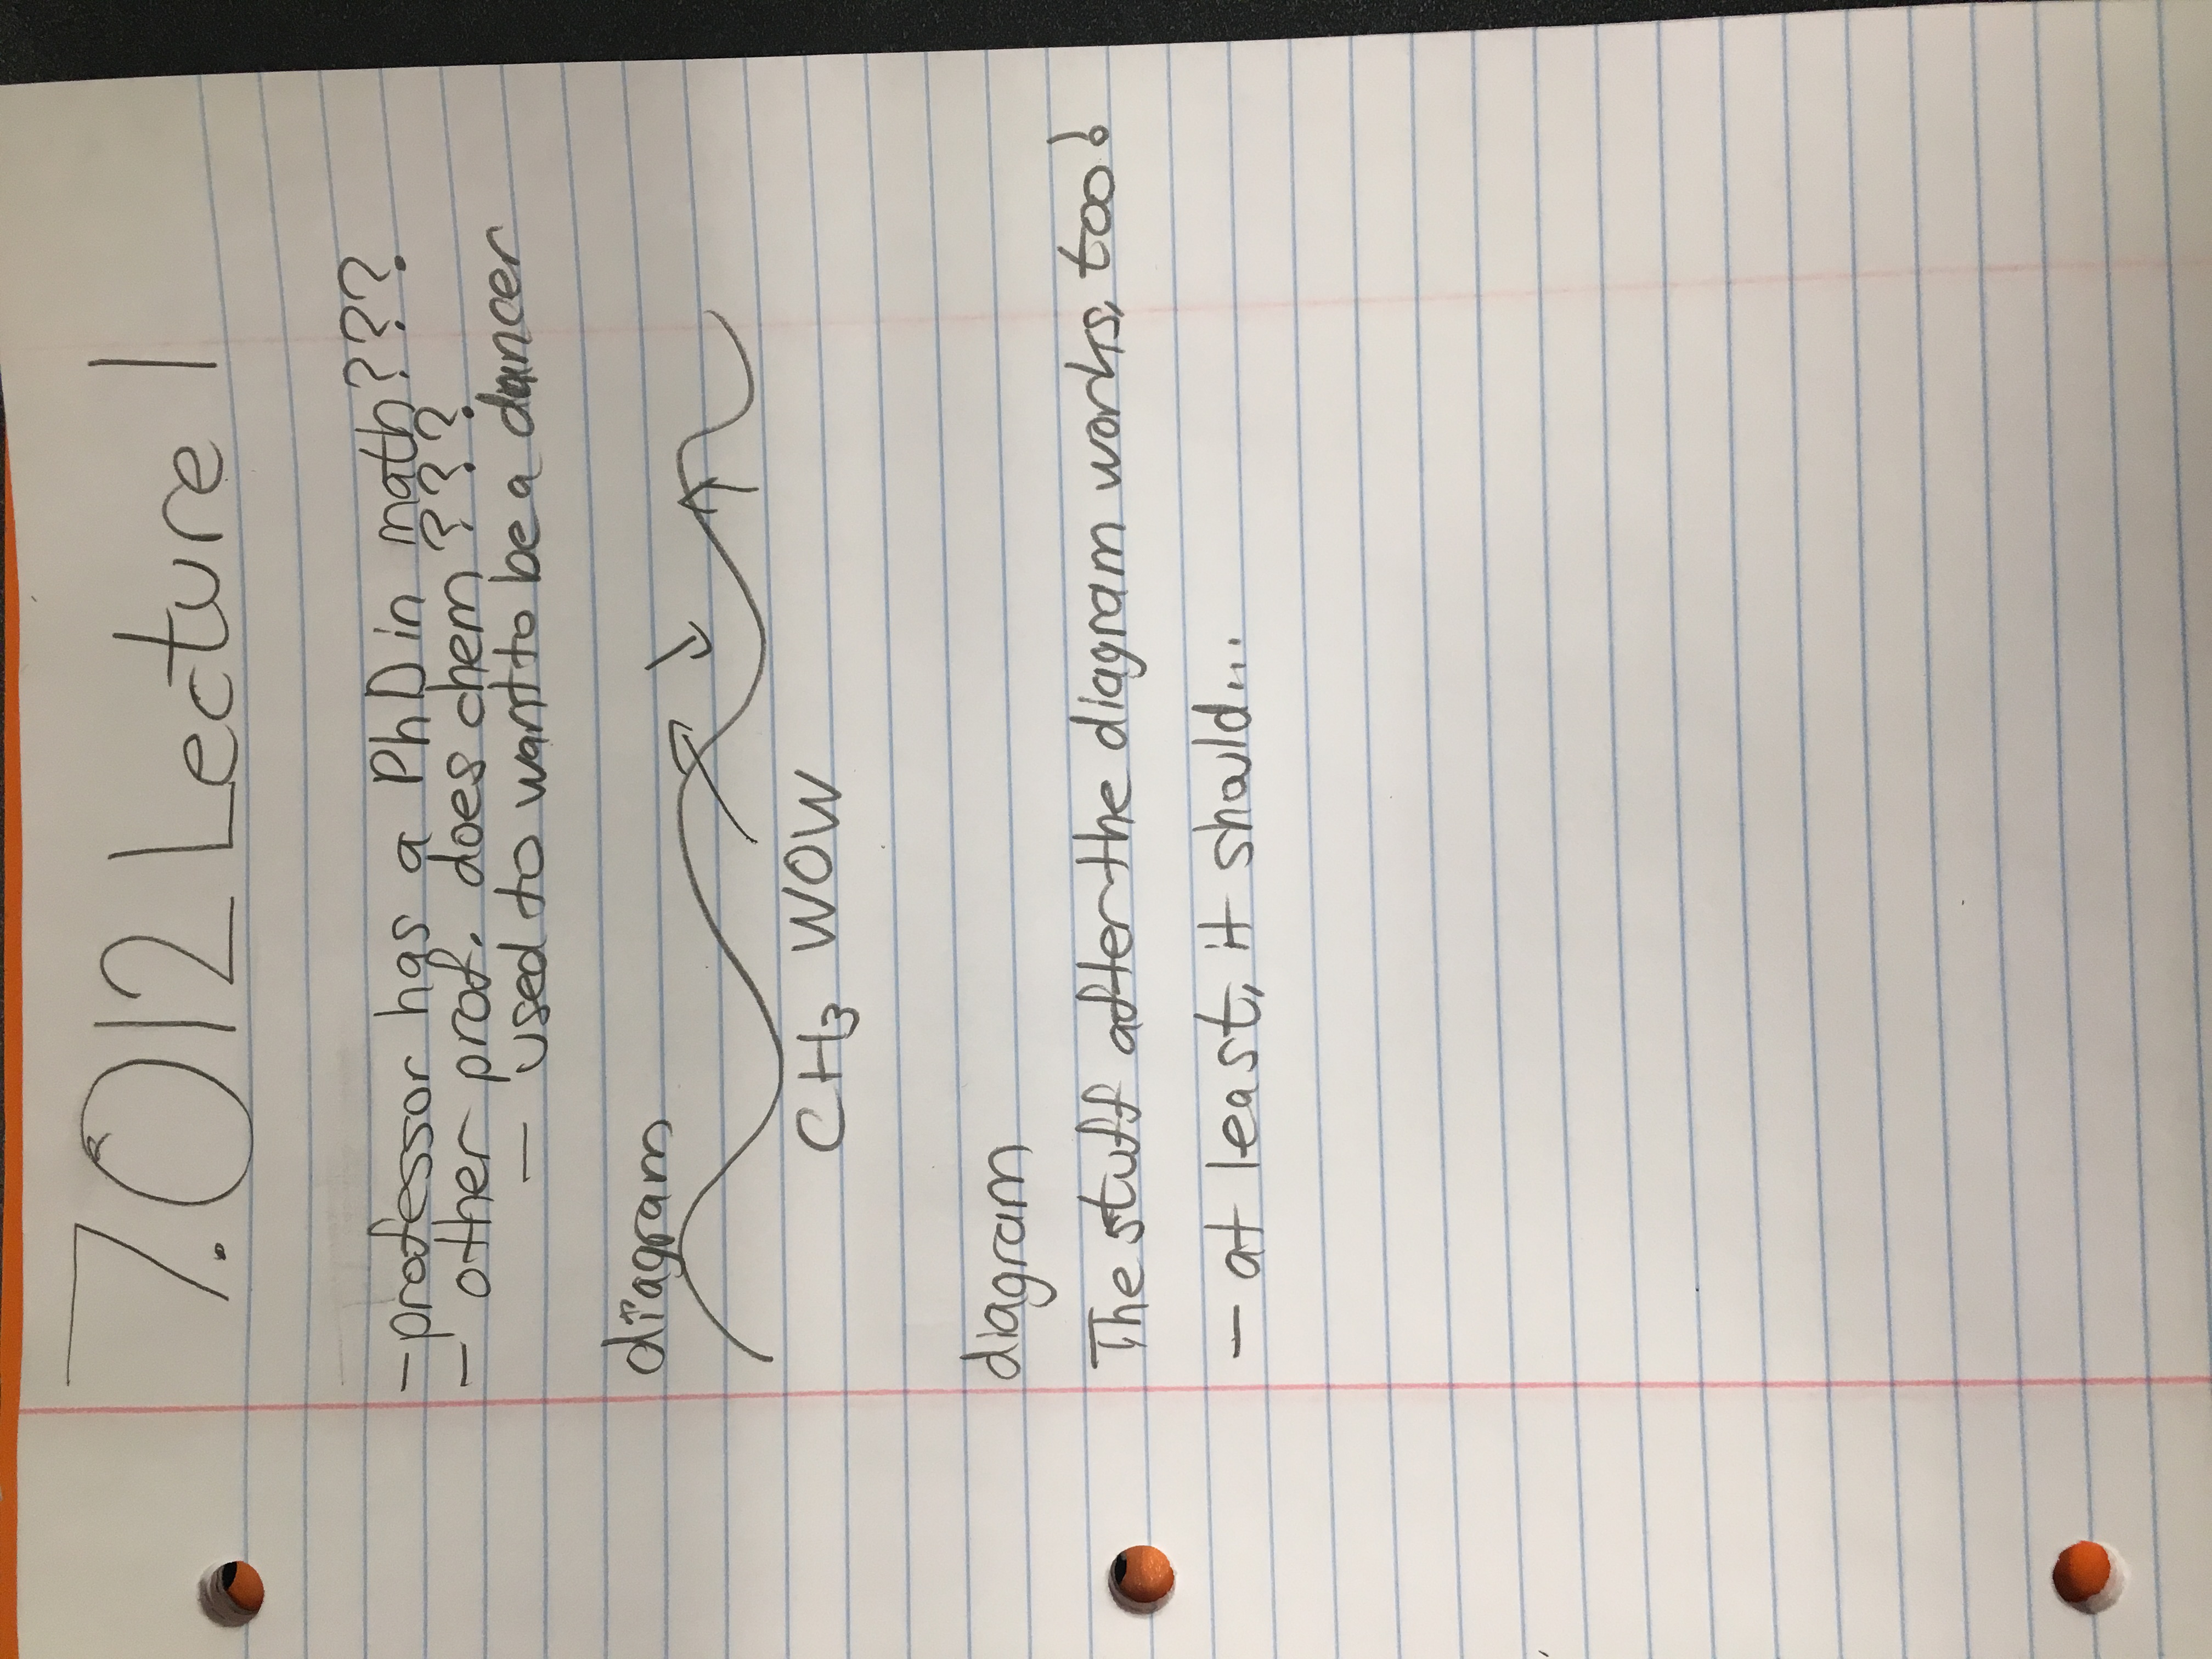 7.012 Lecture 1
- professor has a PhD in math???
- other prof. does chem???
- used to want to be a dancer
diagram
CH₃ WOW
diagram
The stuff after the diagram works, too!
- at least, it should...